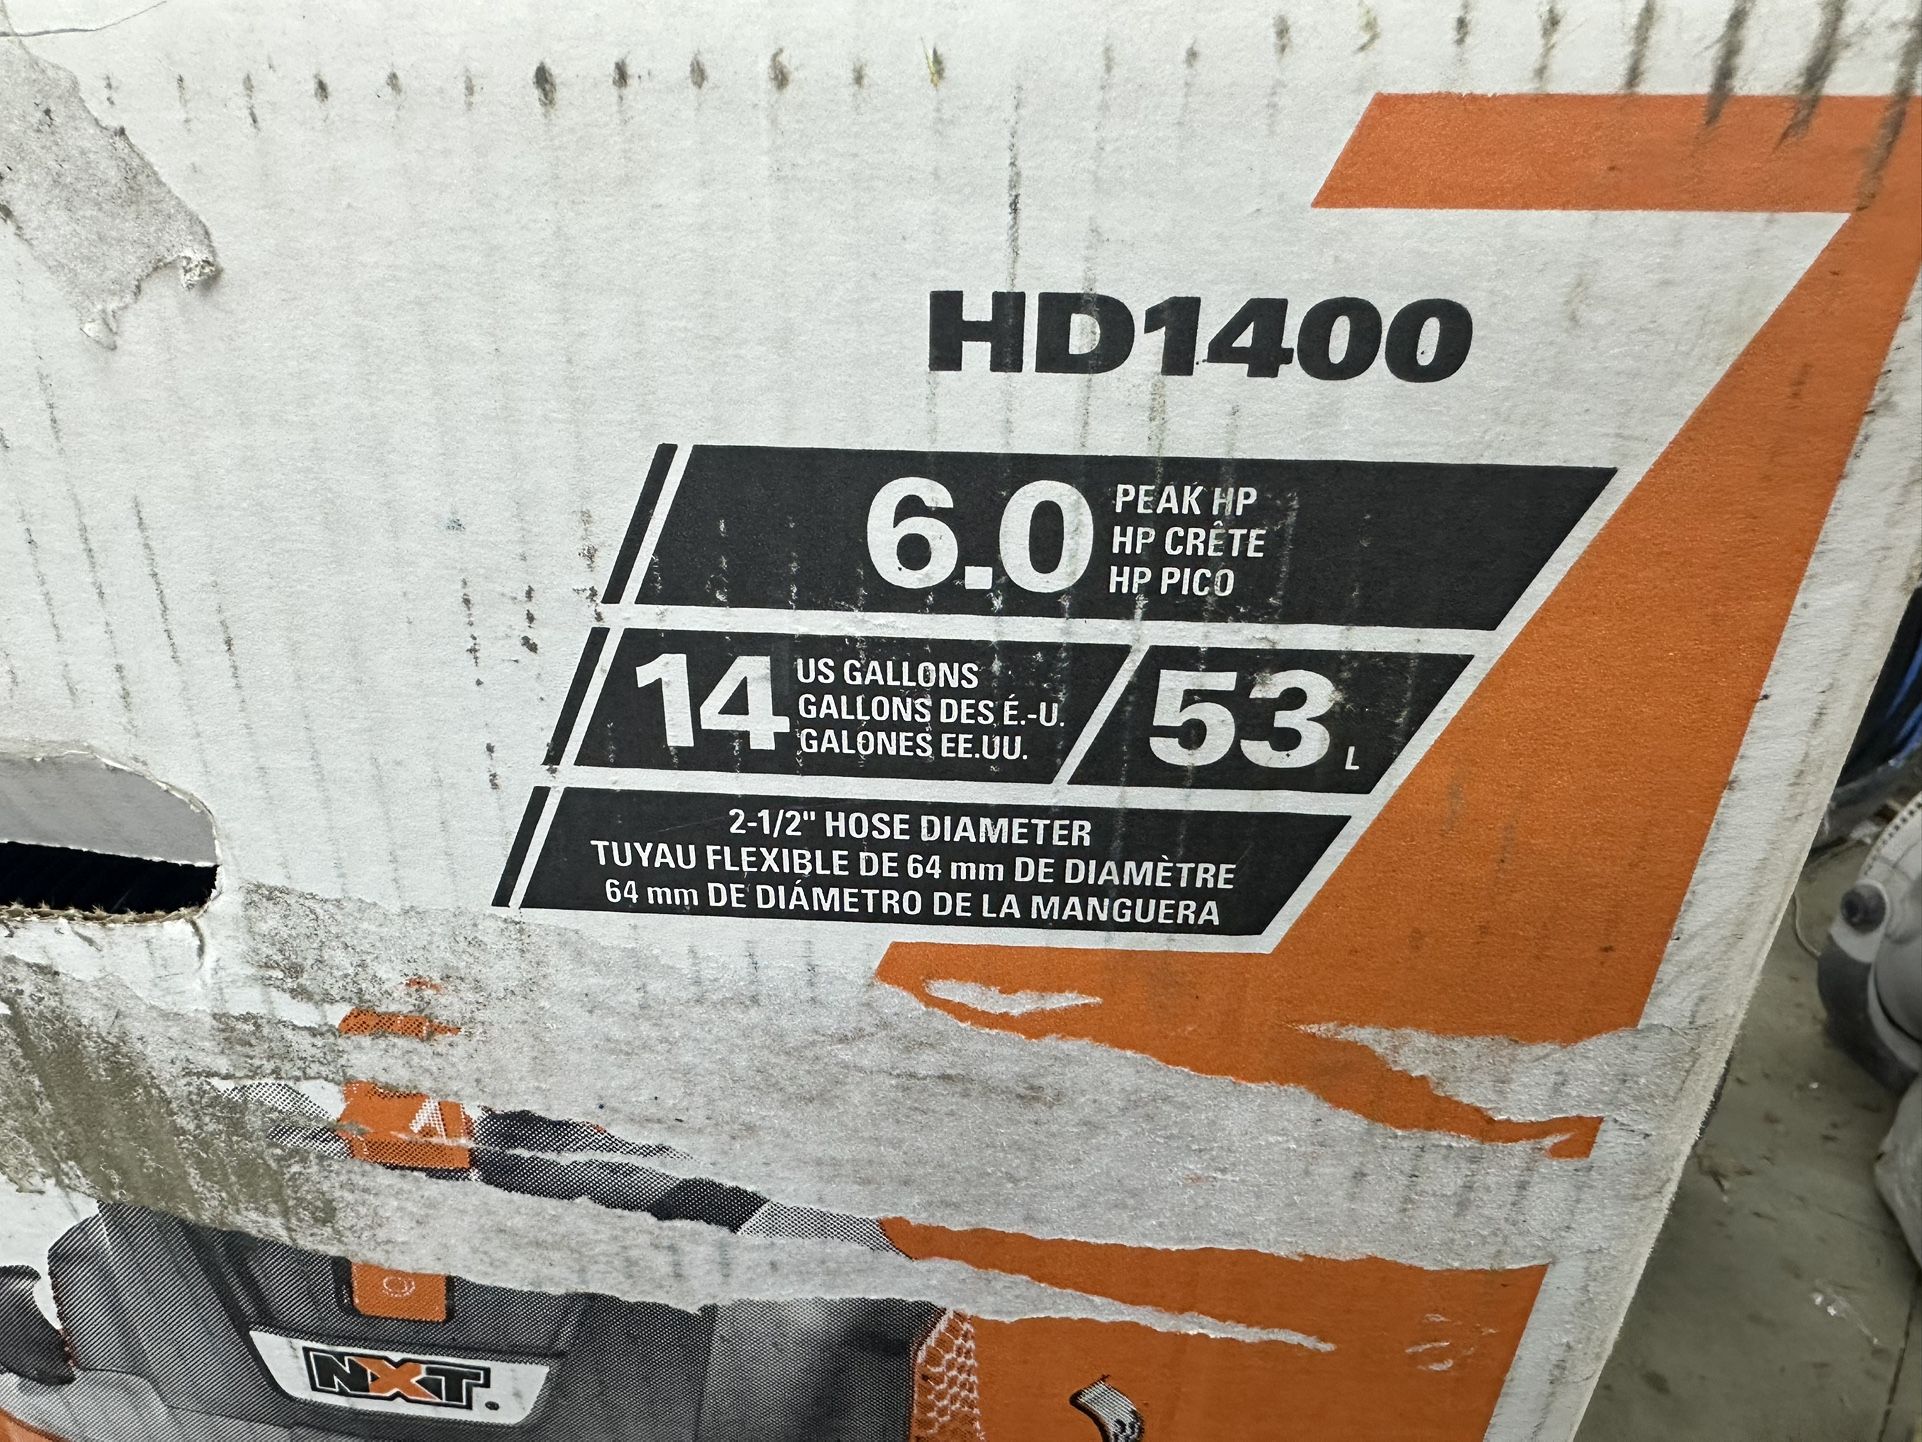 HD1400
6.0 PEAK HP
HP CRÊTE
HP PICO
14 US GALLONS
GALLONS DES É.-U.
GALONES EE.UU.
53 L
2-1/2" HOSE DIAMETER
TUYAU FLEXIBLE DE 64 mm DE DIAMÈTRE
64 mm DE DIÁMETRO DE LA MANGUERA
NXT